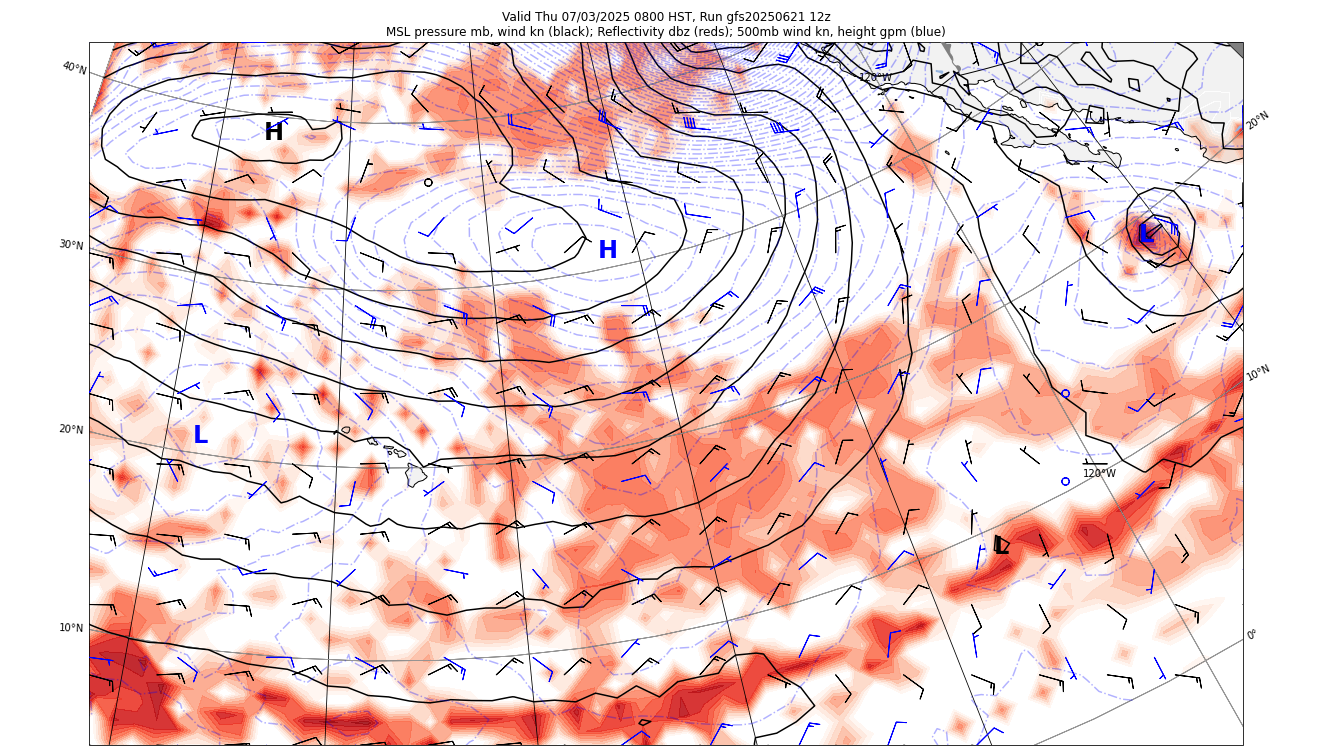 Valid Thu 07/03/2025 0800 HST, Run gfs20250621 12z
MSL pressure mb, wind kn (black); Reflectivity dbz (reds); 500mb wind kn, height gpm (blue)
40°N
120°W
20°N
H
L
30°N
H
10°N
20°N
L
120°W
L
10°N
0°